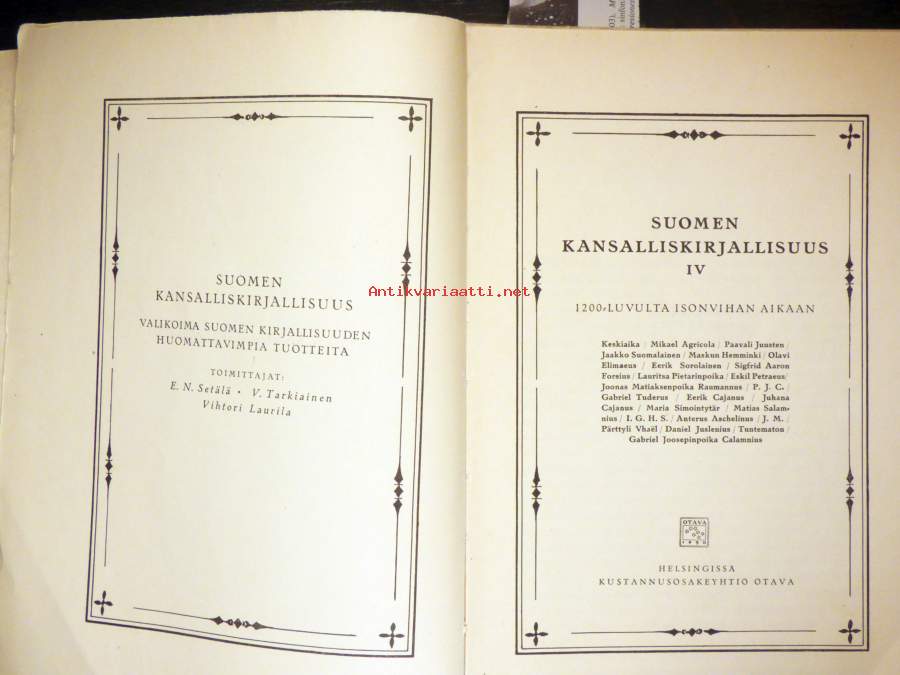 SUOMEN
KANSALLISKIRJALLISUUS
VALIKOIMA SUOMEN KIRJALLISUUDEN
HUOMATTAVIMPIA TUOTTEITA
TOIMITTAJAT:
E. N. Setälä • V. Tarkiainen
Vihtori Laurila
SUOMEN
KANSALLISKIRJALLISUUS
IV
1200-LUVULTA ISONVIHAN AIKAAN
Keskiaika / Mikael Agricola / Paavali Juusten /
Jaakko Suomalainen / Maskun Hemminki / Olavi
Elimaeus / Eerik Sorolainen / Sigfrid Aaron
Forsius / Lauritsa Pietarinpoika / Eskil Petraeus /
Joonas Matiaksenpoika Raumannus / P. J. C. /
Gabriel Tuderus / Eerik Cajanus / Juhana
Cajanus / Maria Simointytär / Matias Salam-
nius / I. G. H. S. / Anterus Aschelinus / J. M. /
Pärttyli Vhaël / Daniel Juslenius / Tuntematon /
Gabriel Joosepinpoika Calamnius
OTAVA
HELSINGISSA
KUSTANNUSOSAKEYHTIO OTAVA
Antikvariaatti.net